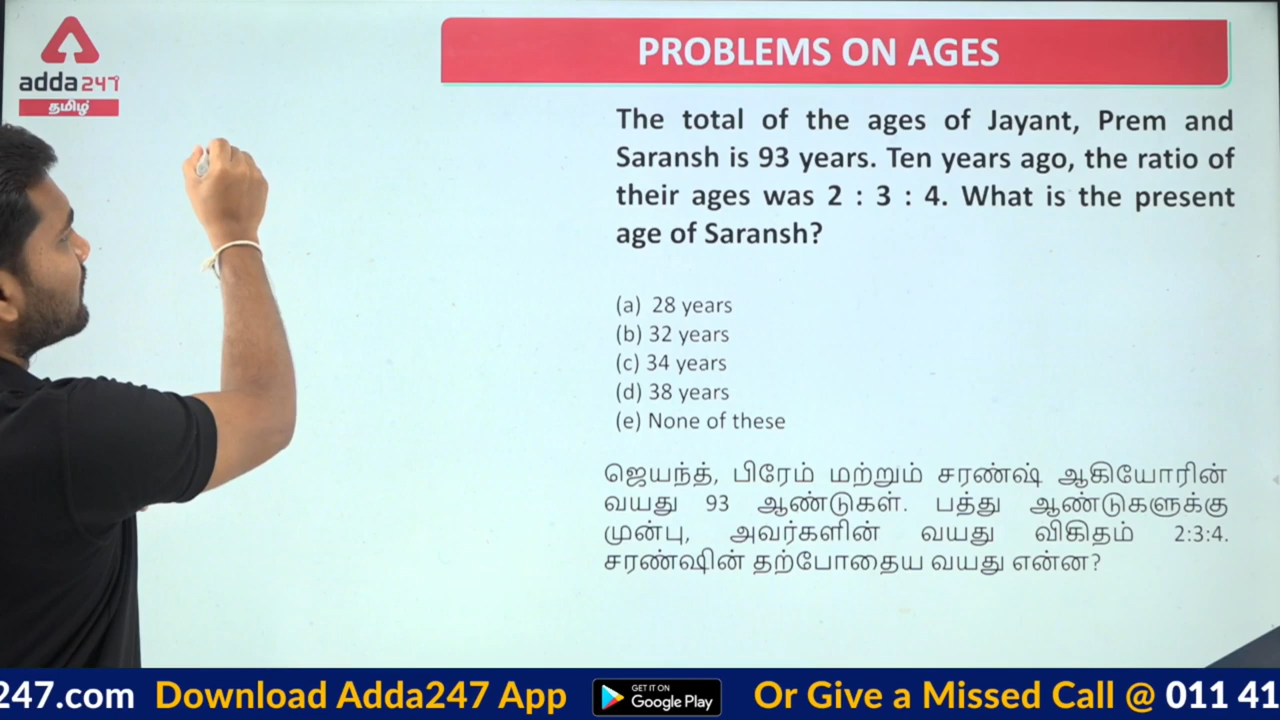 adda247
தமிழ்
PROBLEMS ON AGES
The total of the ages of Jayant, Prem and
Saransh is 93 years. Ten years ago, the ratio of
their ages was 2 : 3 : 4. What is the present
age of Saransh?
(a) 28 years
(b) 32 years
(c) 34 years
(d) 38 years
(e) None of these
ஜெயந்த், பிரேம் மற்றும் சரண்ஷ் ஆகியோரின்
வயது 93 ஆண்டுகள். பத்து ஆண்டுகளுக்கு
முன்பு, அவர்களின் வயது விகிதம் 2:3:4.
சரண்ஷின் தற்போதைய வயது என்ன?
247.com Download Adda247 App GET IT ON Google Play Or Give a Missed Call @ 011 41